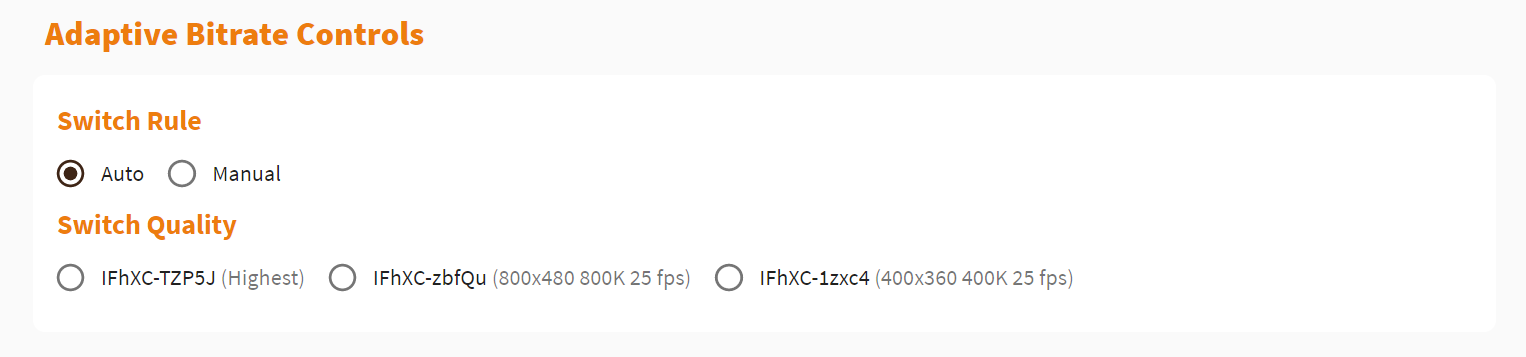 Adaptive Bitrate Controls
Switch Rule
Auto Manual
Switch Quality
IFhXC-TZP5J (Highest) IFhXC-zbfQu (800x480 800K 25 fps) IFhXC-1zxc4 (400x360 400K 25 fps)